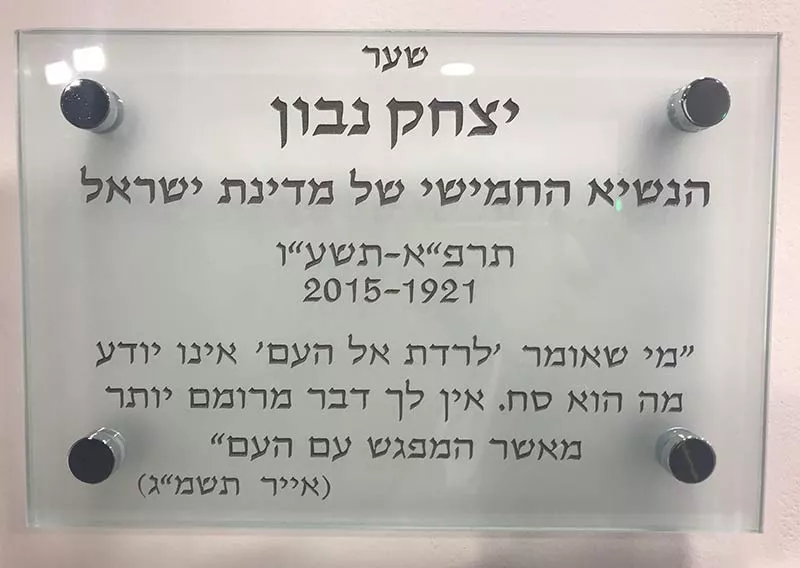 שער
יצחק נבון
הנשיא החמישי של מדינת ישראל
תרפ״א-תשע״ו
2015-1921
״מי שאומר ׳לרדת אל העם׳ אינו יודע
מה הוא סח. אין לך דבר מרומם יותר
מאשר המפגש עם העם״
(אייר תשמ״ג)